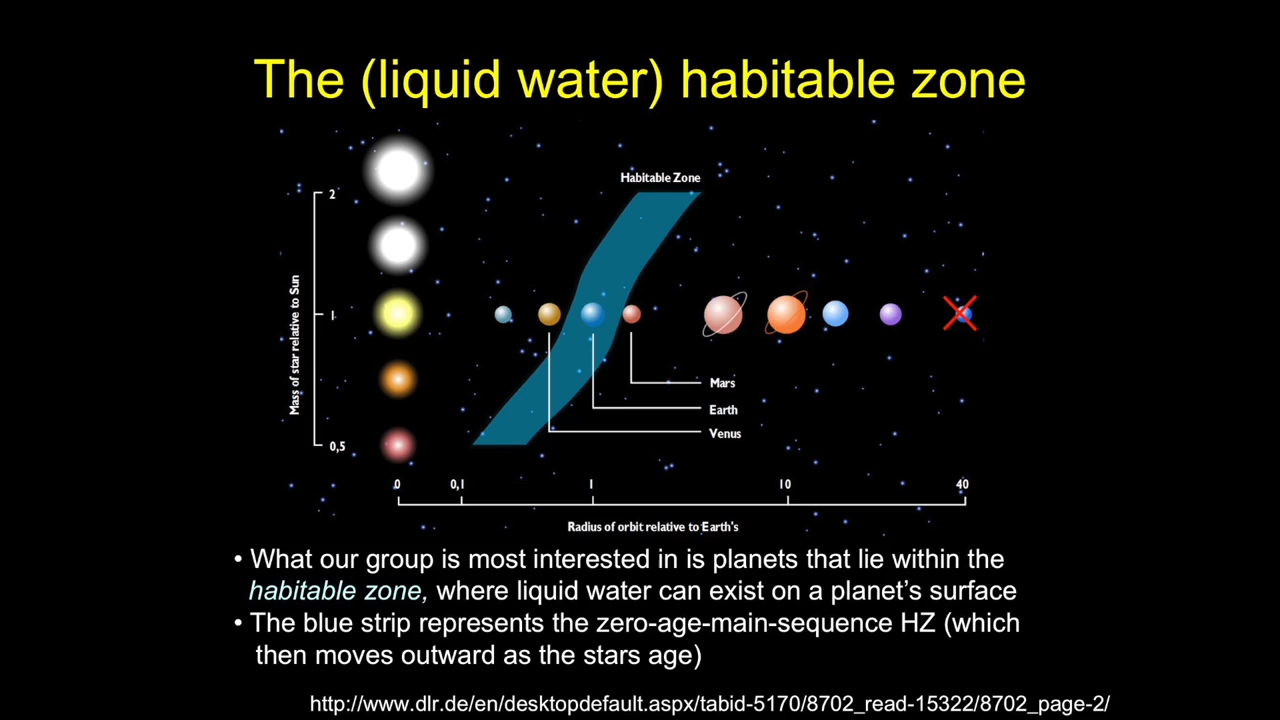 The (liquid water) habitable zone
Habitable Zone
2
1
0,5
Mass of star relative to Sun
Mars
Earth
Venus
0 0,1 1 10 40
Radius of orbit relative to Earth's
• What our group is most interested in is planets that lie within the
habitable zone, where liquid water can exist on a planet's surface
• The blue strip represents the zero-age-main-sequence HZ (which
then moves outward as the stars age)
http://www.dlr.de/en/desktopdefault.aspx/tabid-5170/8702_read-15322/8702_page-2/